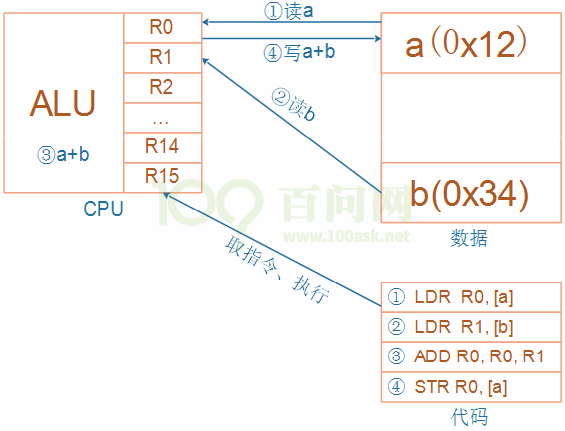 ①读a
④写a+b
②读b
ALU
③a+b
R0
R1
R2
...
R14
R15
CPU
a(0x12)
b(0x34)
数据
100 百问网
www.100ask.net
取指令、执行
① LDR R0, [a]
② LDR R1, [b]
③ ADD R0, R0, R1
④ STR R0, [a]
代码